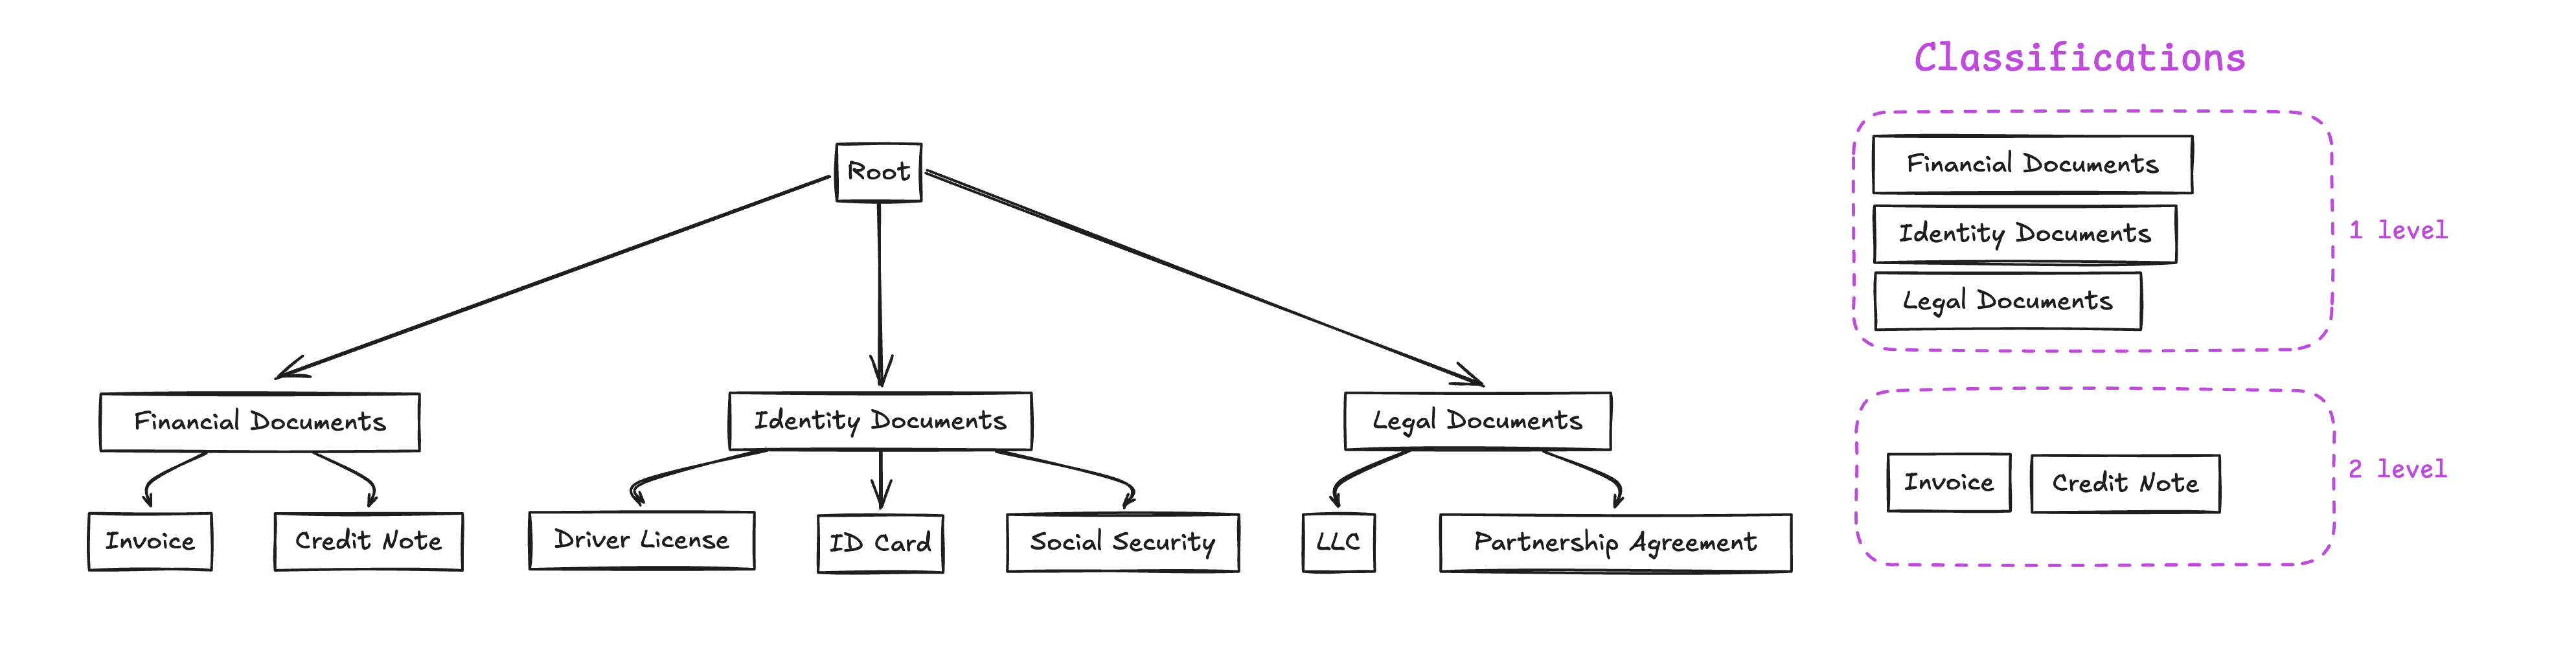 Classifications
Root
Financial Documents
Identity Documents
Legal Documents
1 level
Financial Documents
Identity Documents
Legal Documents
Invoice
Credit Note
2 level
Invoice
Credit Note
Driver License
ID Card
Social Security
LLC
Partnership Agreement